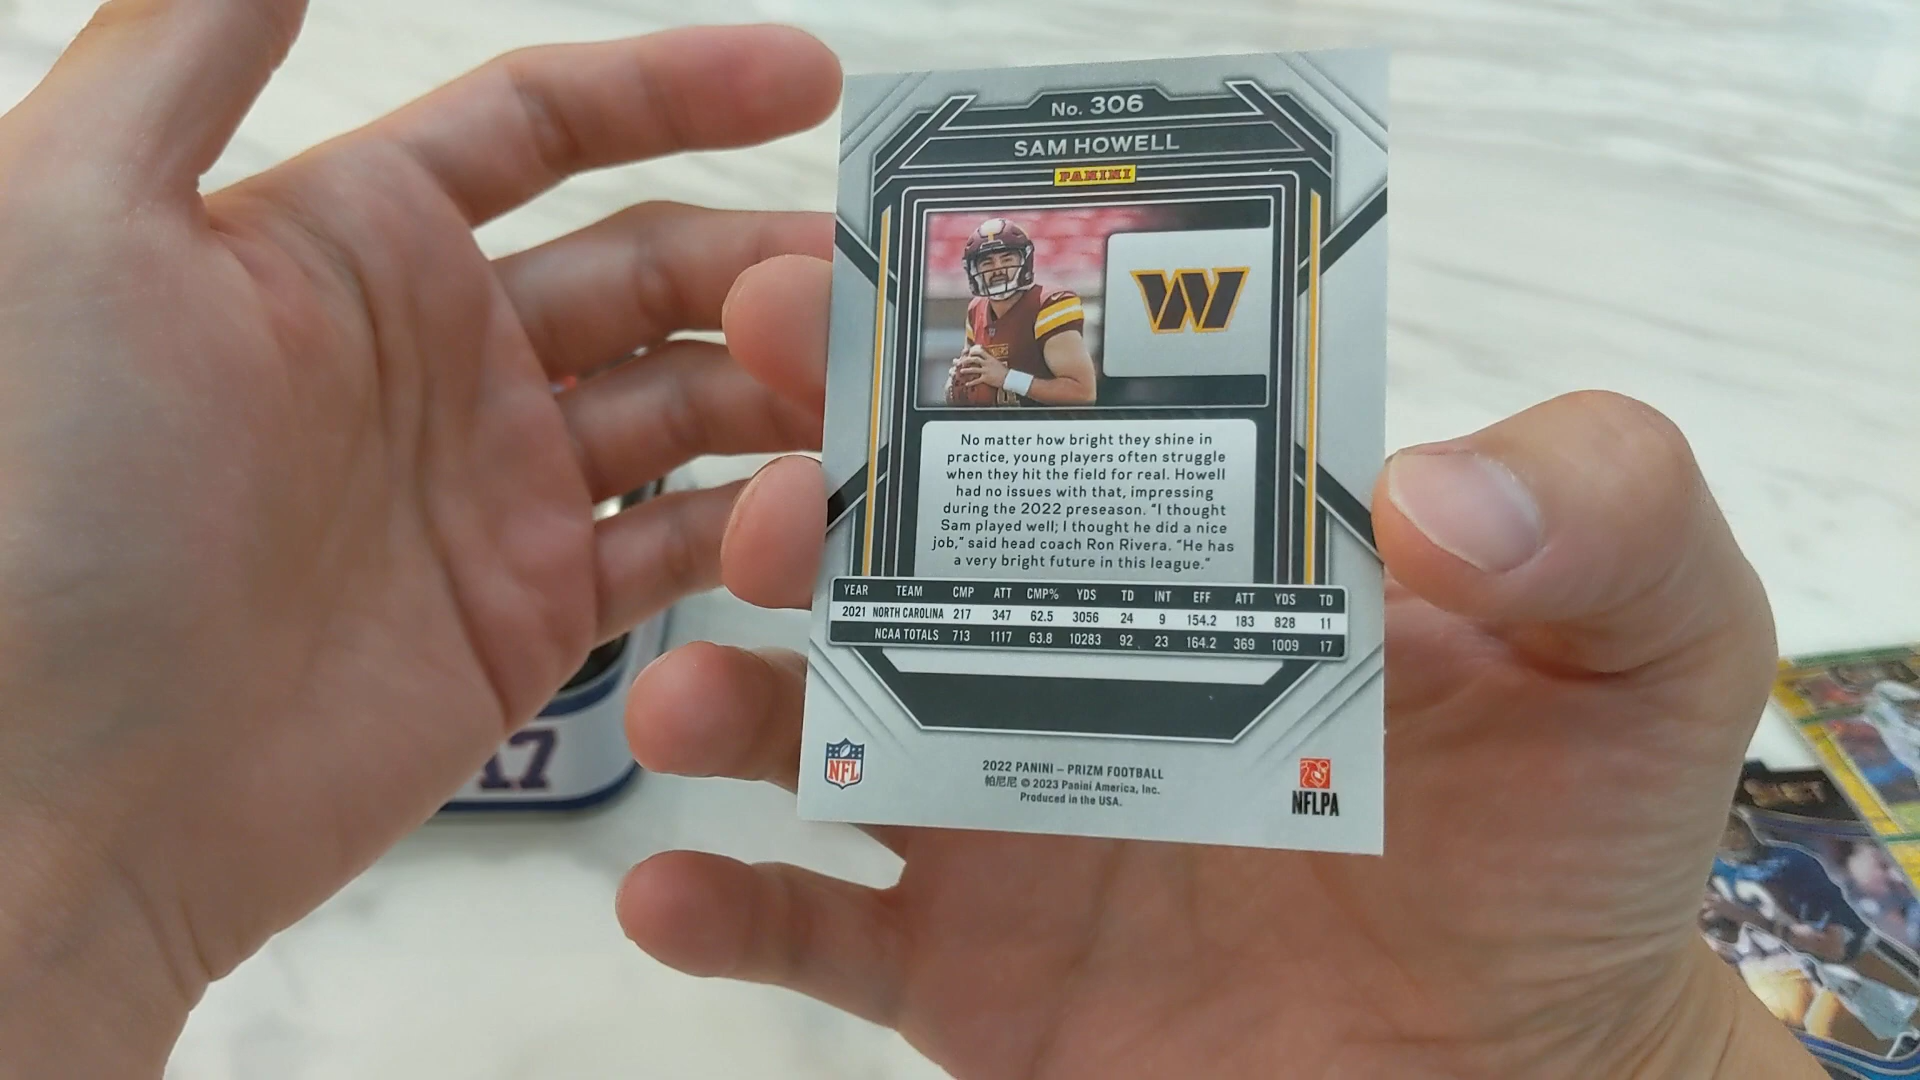 No. 306
SAM HOWELL
PANINI
W
No matter how bright they shine in
practice, young players often struggle
when they hit the field for real. Howell
had no issues with that, impressing
during the 2022 preseason. "I thought
Sam played well; I thought he did a nice
job," said head coach Ron Rivera. "He has
a very bright future in this league."
YEAR TEAM CMP ATT CMP% YDS TD INT EFF ATT YDS TD
2021 NORTH CAROLINA 217 347 62.5 3056 24 9 154.2 183 828 11
NCAA TOTALS 713 1117 63.8 10283 92 23 164.2 369 1009 17
NFL
2022 PANINI – PRIZM FOOTBALL
帕尼尼 © 2023 Panini America, Inc.
Produced in the USA.
NFLPA
17